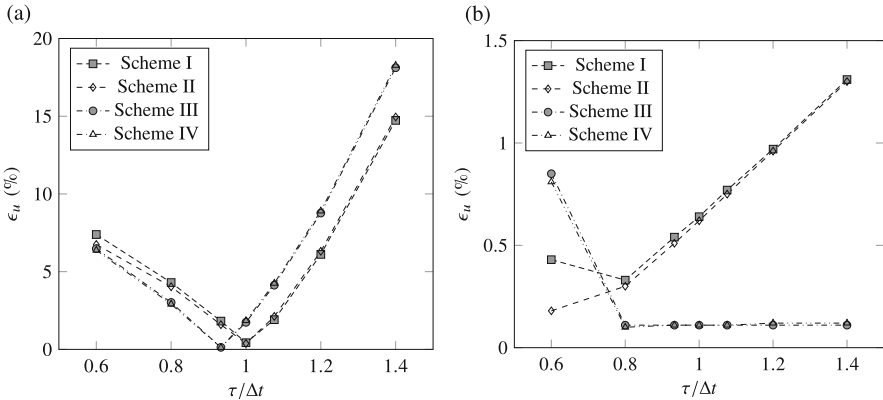 (a)
20
15
10
5
0
ϵu (%)
Scheme I
Scheme II
Scheme III
Scheme IV
0.6 0.8 1 1.2 1.4
τ/Δt
(b)
1.5
1
0.5
0
ϵu (%)
Scheme I
Scheme II
Scheme III
Scheme IV
0.6 0.8 1 1.2 1.4
τ/Δt